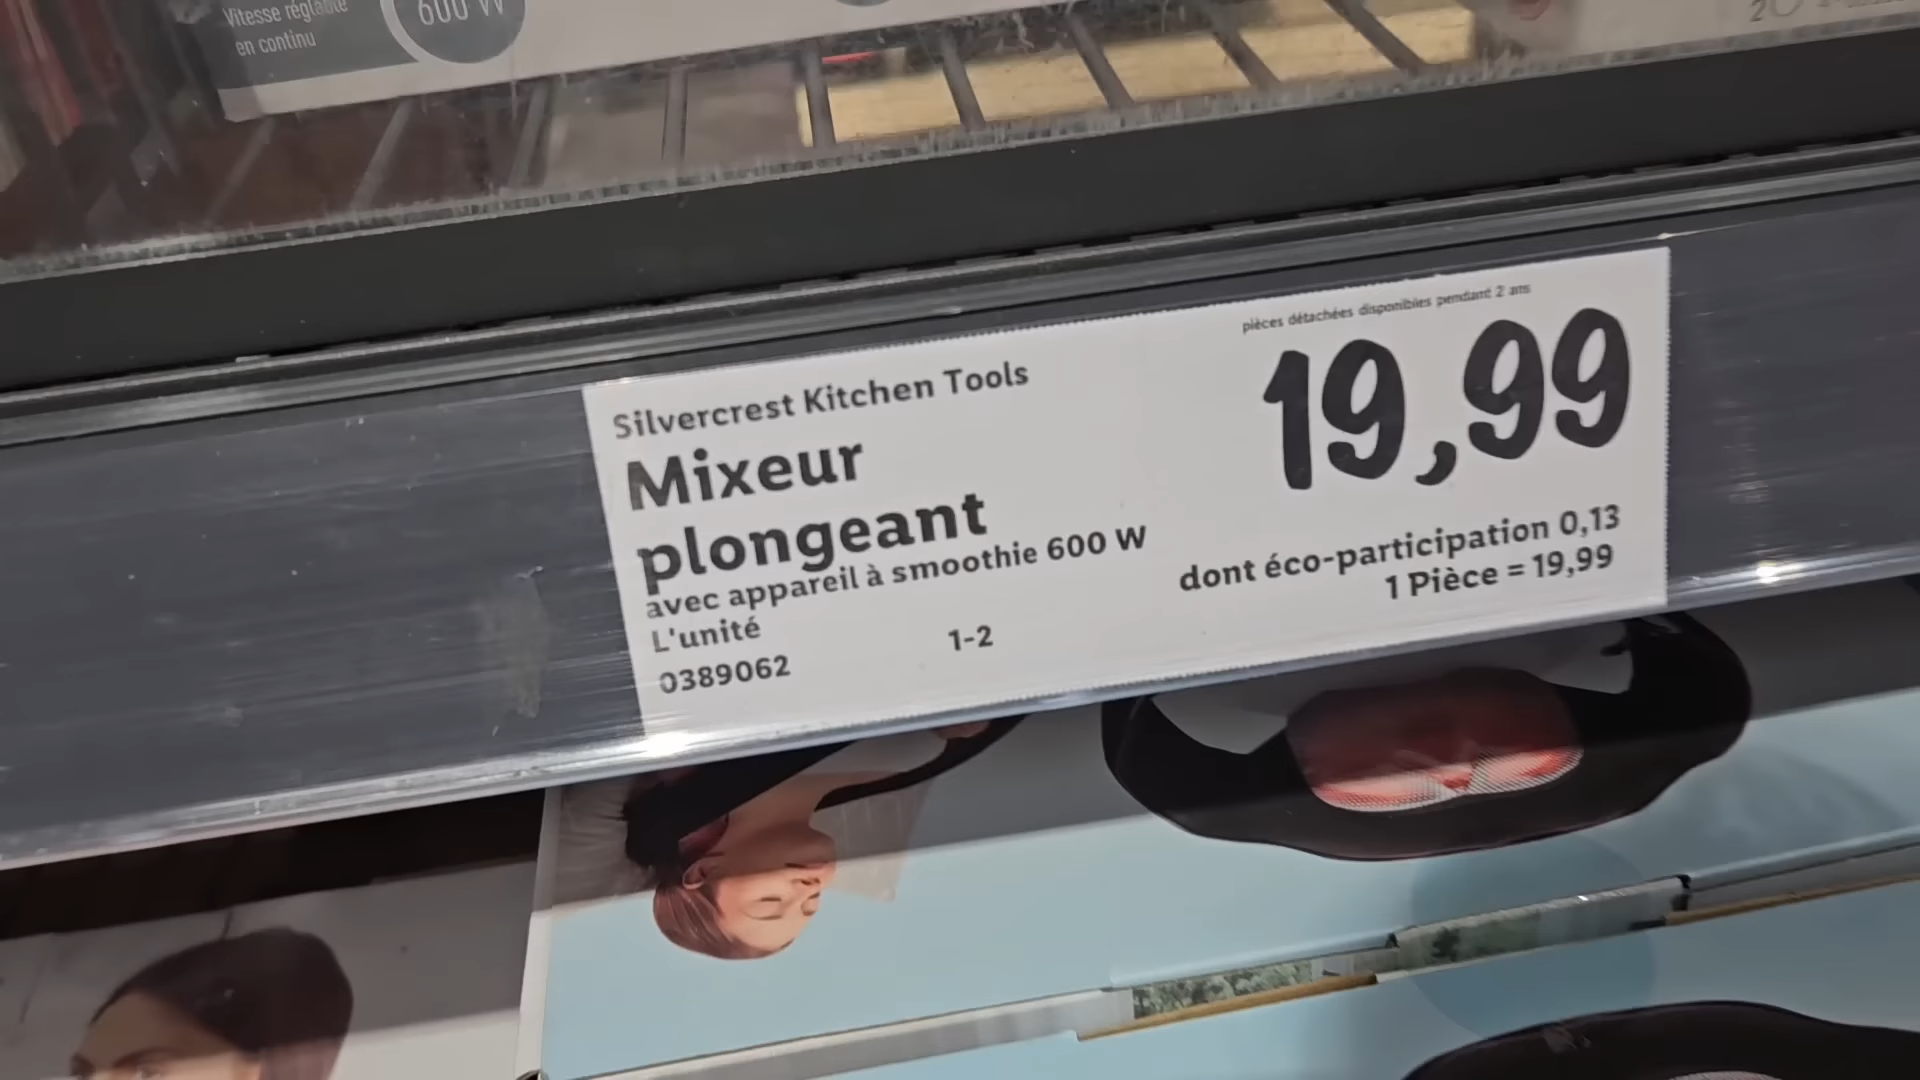 Vitesse réglable
en continu
600 W
pièces détachées disponibles pendant 2 ans
Silvercrest Kitchen Tools
19,99
Mixeur
plongeant
avec appareil à smoothie 600 W
dont éco-participation 0,13
L'unité
1 Pièce = 19,99
0389062
1-2